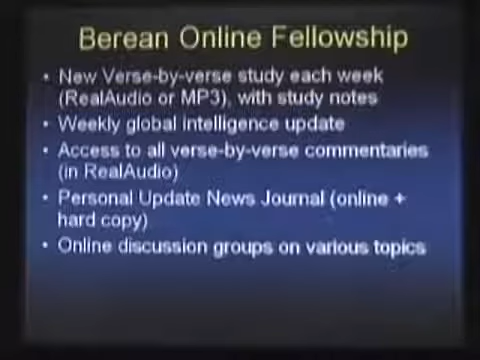 Berean Online Fellowship
• New Verse-by-verse study each week
(RealAudio or MP3), with study notes
• Weekly global intelligence update
• Access to all verse-by-verse commentaries
(in RealAudio)
• Personal Update News Journal (online +
hard copy)
• Online discussion groups on various topics